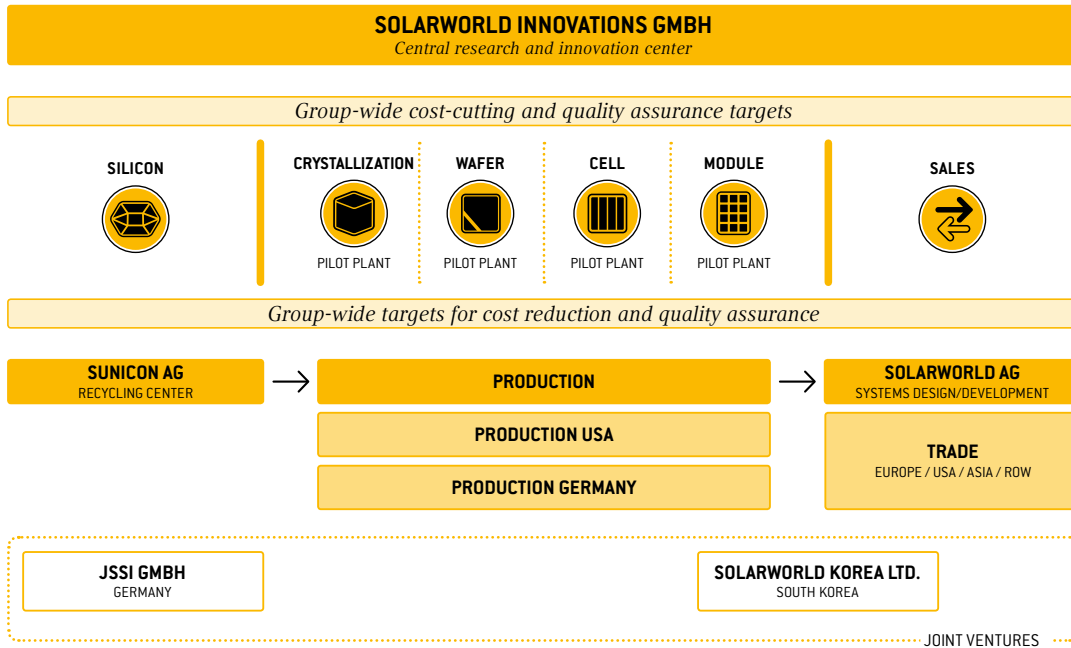 SOLARWORLD INNOVATIONS GMBH
Central research and innovation center
Group-wide cost-cutting and quality assurance targets
SILICON
CRYSTALLIZATION
WAFER
CELL
MODULE
SALES
PILOT PLANT
PILOT PLANT
PILOT PLANT
PILOT PLANT
Group-wide targets for cost reduction and quality assurance
SUNICON AG
RECYCLING CENTER
PRODUCTION
SOLARWORLD AG
SYSTEMS DESIGN/DEVELOPMENT
PRODUCTION USA
PRODUCTION GERMANY
TRADE
EUROPE / USA / ASIA / ROW
JSSI GMBH
GERMANY
SOLARWORLD KOREA LTD.
SOUTH KOREA
JOINT VENTURES